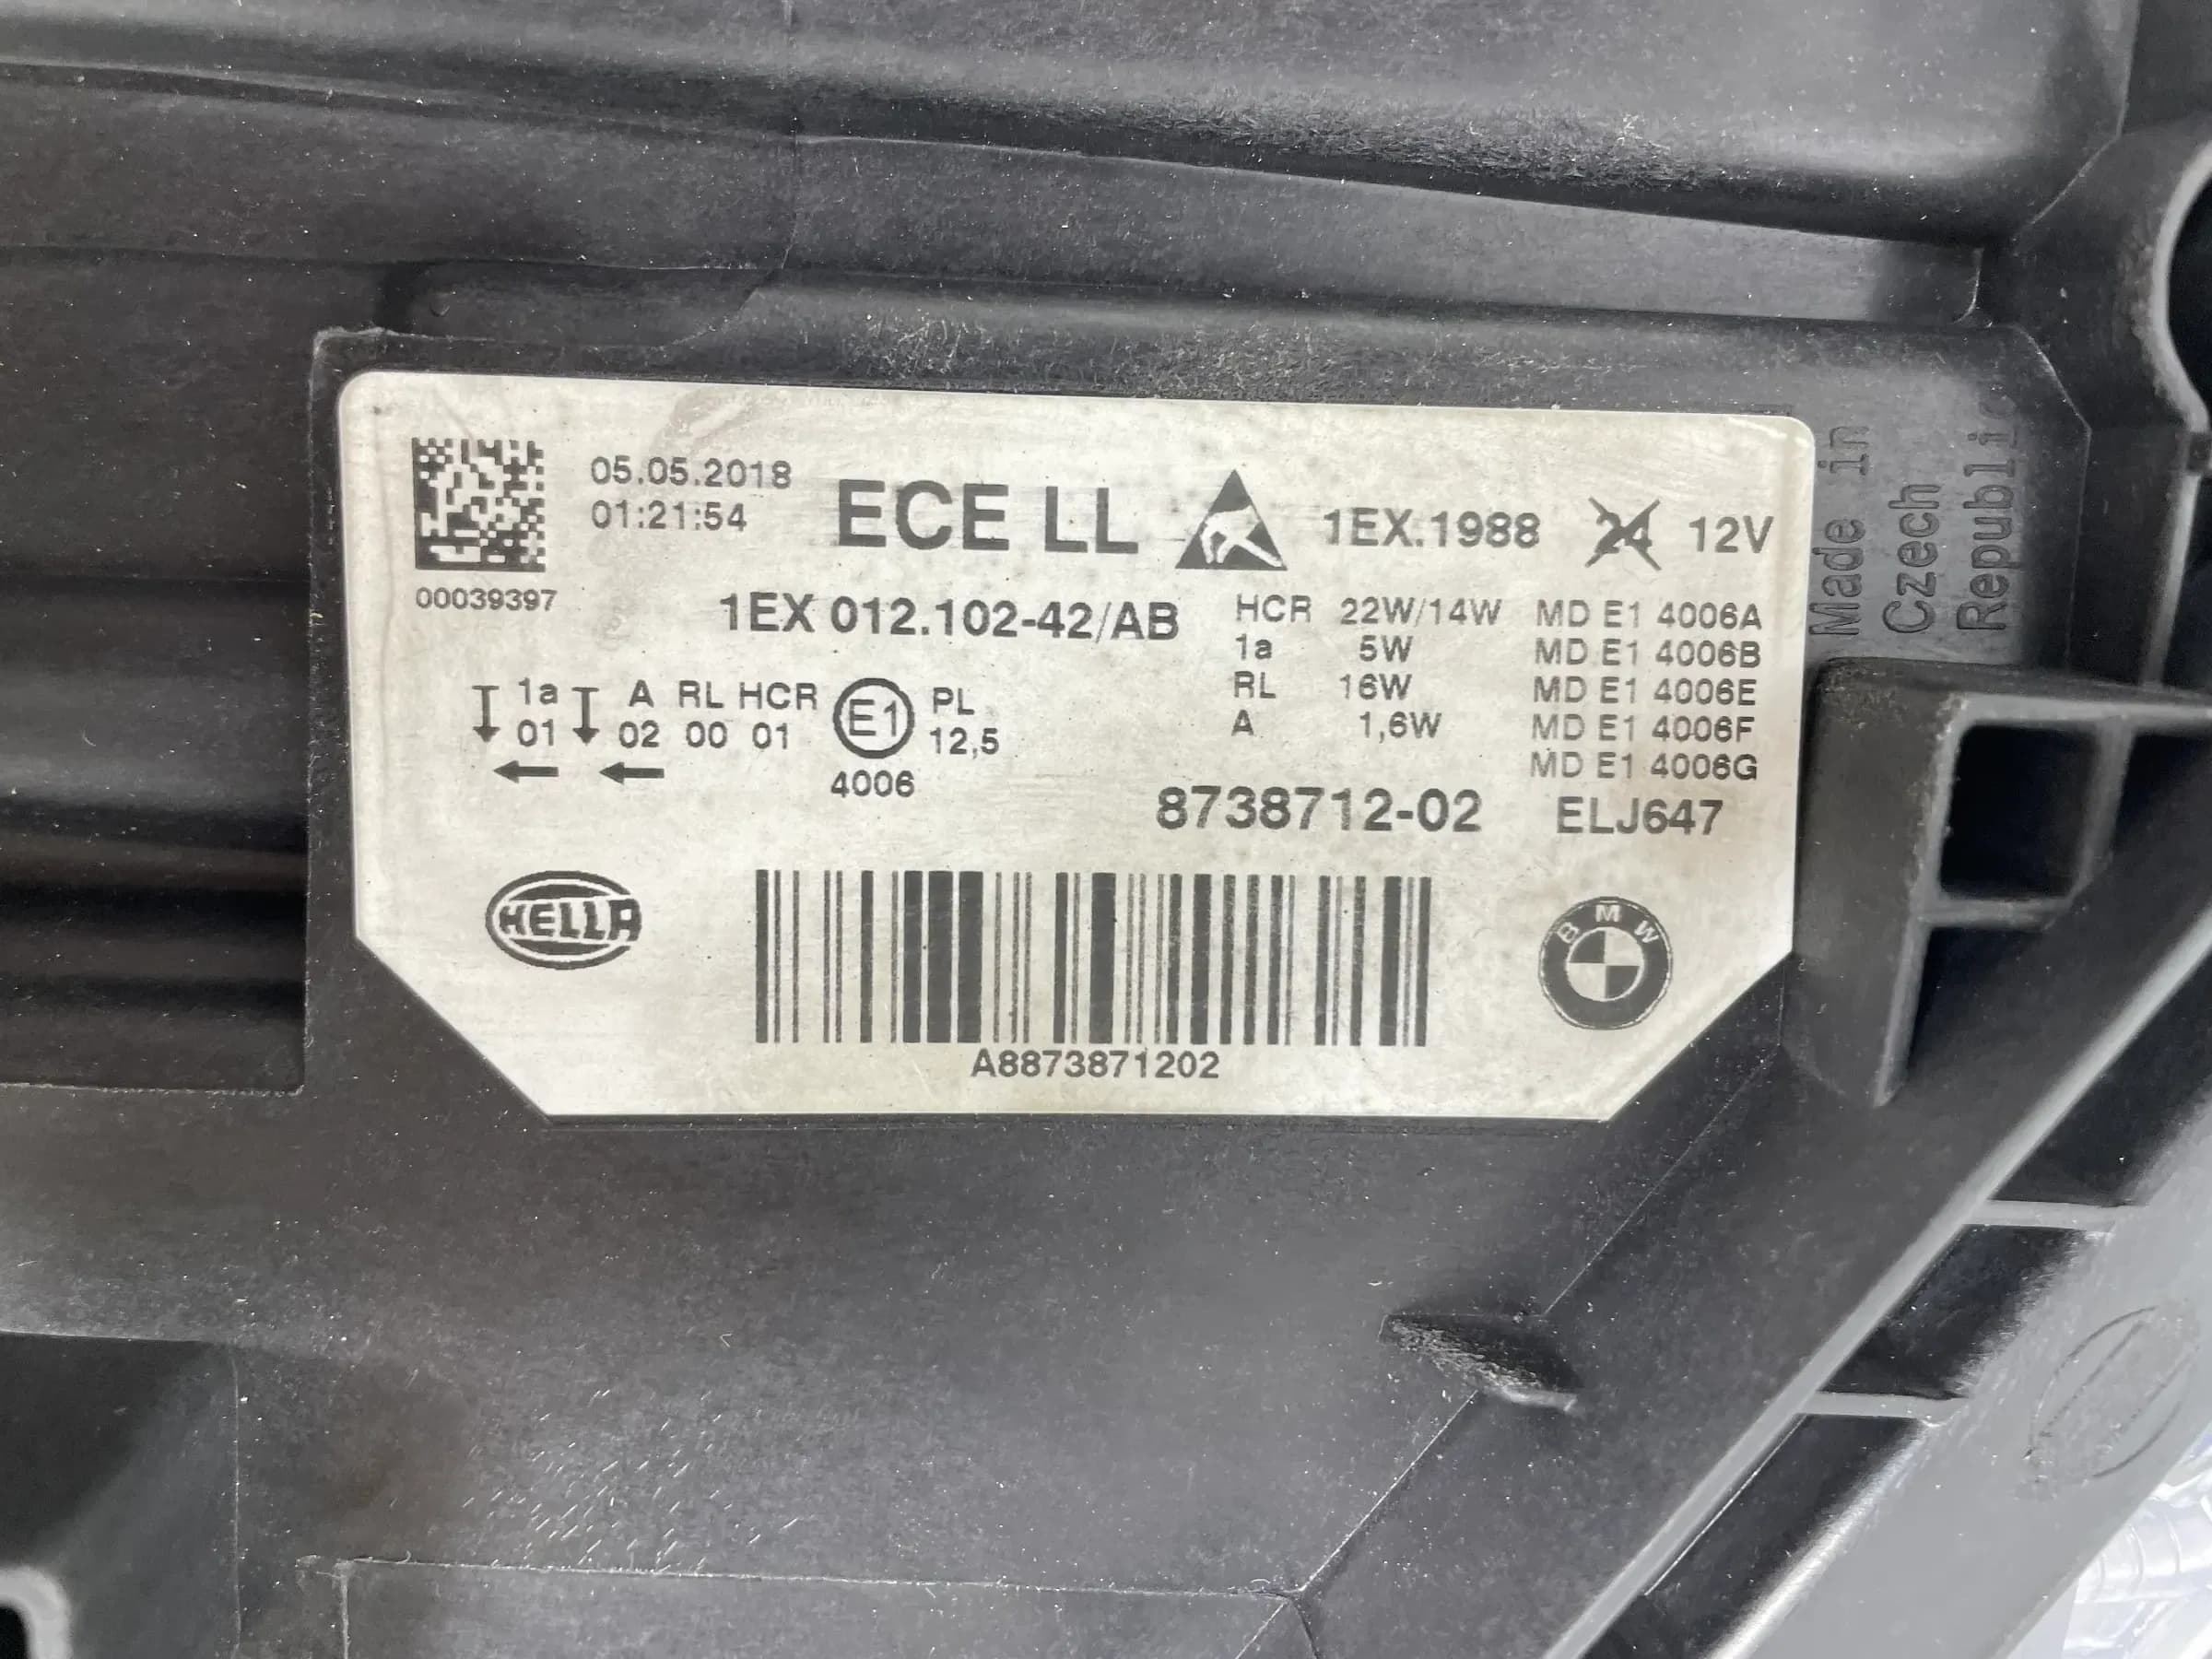 05.05.2018
01:21:54
ECE LL
1EX.1988
24 12V
00039397
1EX 012.102-42/AB
HCR 22W/14W
1a 5W
RL 16W
A 1,6W
MD E1 4006A
MD E1 4006B
MD E1 4006E
MD E1 4006F
MD E1 4006G
1a A RL HCR
01 02 00 01
E1
4006
PL
12,5
8738712-02 ELJ647
HELLA
BMW
A8873871202
Made in
Czech
Republic